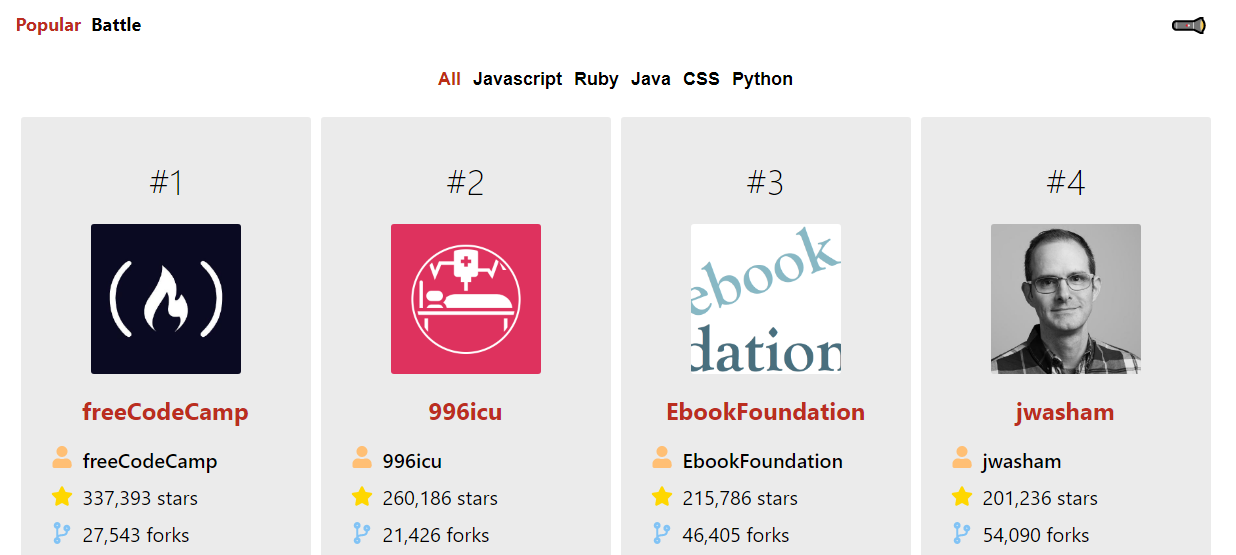 Popular Battle
All Javascript Ruby Java CSS Python
#1
freeCodeCamp
freeCodeCamp
337,393 stars
27,543 forks
#2
996icu
996icu
260,186 stars
21,426 forks
#3
ebook
dation
EbookFoundation
EbookFoundation
215,786 stars
46,405 forks
#4
jwasham
jwasham
201,236 stars
54,090 forks